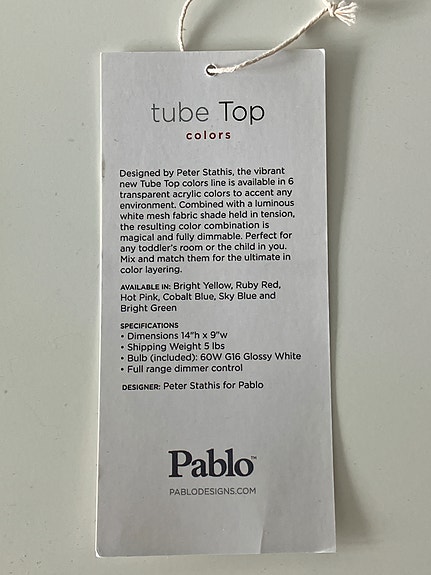 tube Top
colors
Designed by Peter Stathis, the vibrant
new Tube Top colors line is available in 6
transparent acrylic colors to accent any
environment. Combined with a luminous
white mesh fabric shade held in tension,
the resulting color combination is
magical and fully dimmable. Perfect for
any toddler's room or the child in you.
Mix and match them for the ultimate in
color layering.
AVAILABLE IN: Bright Yellow, Ruby Red,
Hot Pink, Cobalt Blue, Sky Blue and
Bright Green
SPECIFICATIONS
• Dimensions 14"h x 9"w
• Shipping Weight 5 lbs
• Bulb (included): 60W G16 Glossy White
• Full range dimmer control
DESIGNER: Peter Stathis for Pablo
Pablo™
PABLODESIGNS.COM